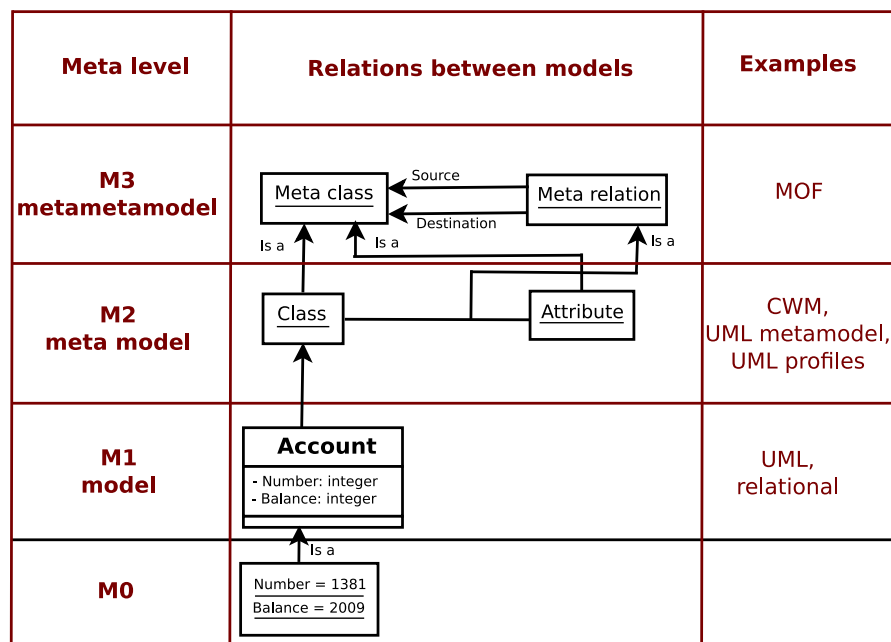 Meta level
Relations between models
Examples
M3
metametamodel
Meta class
Source
Meta relation
Destination
Is a
Is a
Is a
MOF
M2
meta model
Class
Attribute
CWM,
UML metamodel,
UML profiles
M1
model
Account
- Number: integer
- Balance: integer
UML,
relational
Is a
M0
Number = 1381
Balance = 2009